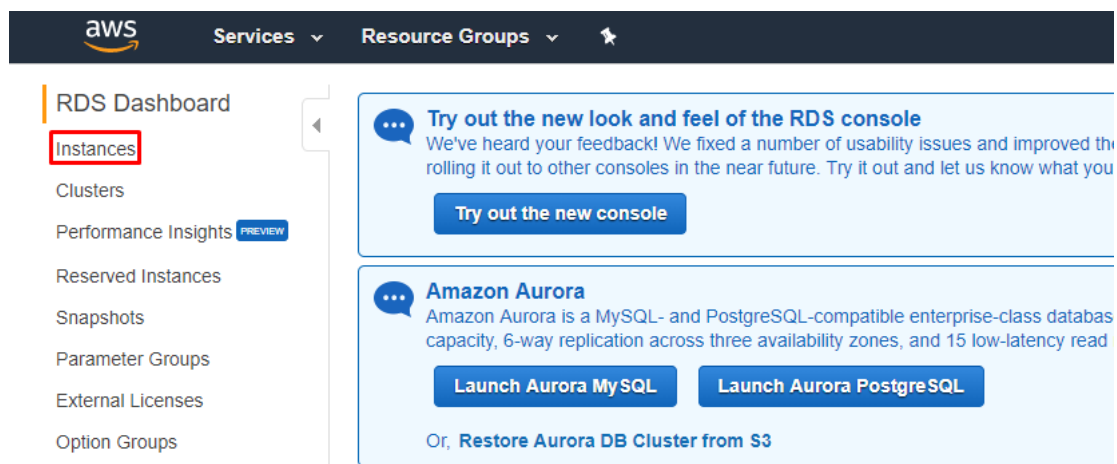 aws
Services
Resource Groups
RDS Dashboard
Instances
Clusters
Performance Insights PREVIEW
Reserved Instances
Snapshots
Parameter Groups
External Licenses
Option Groups
Try out the new look and feel of the RDS console
We've heard your feedback! We fixed a number of usability issues and improved the
rolling it out to other consoles in the near future. Try it out and let us know what you
Try out the new console
Amazon Aurora
Amazon Aurora is a MySQL- and PostgreSQL-compatible enterprise-class databas
capacity, 6-way replication across three availability zones, and 15 low-latency read
Launch Aurora MySQL
Launch Aurora PostgreSQL
Or, Restore Aurora DB Cluster from S3